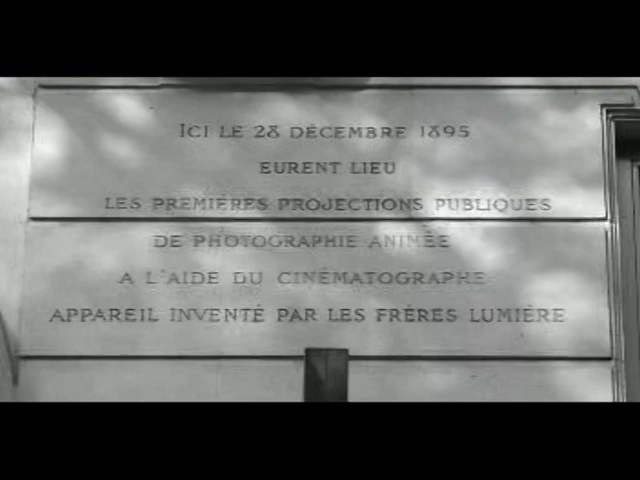 ICI LE 28 DÉCEMBRE 1895
EURENT LIEU
LES PREMIÈRES PROJECTIONS PUBLIQUES
DE PHOTOGRAPHIE ANIMÉE
A L'AIDE DU CINÉMATOGRAPHE
APPAREIL INVENTÉ PAR LES FRÈRES LUMIÈRE